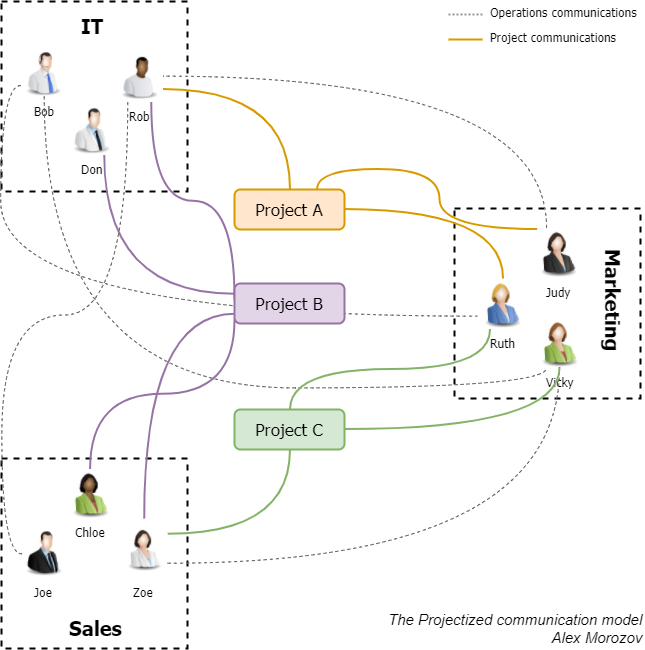 Operations communications
Project communications
IT
Bob
Rob
Don
Project A
Marketing
Judy
Project B
Ruth
Vicky
Project C
Chloe
Joe
Zoe
Sales
The Projectized communication model
Alex Morozov